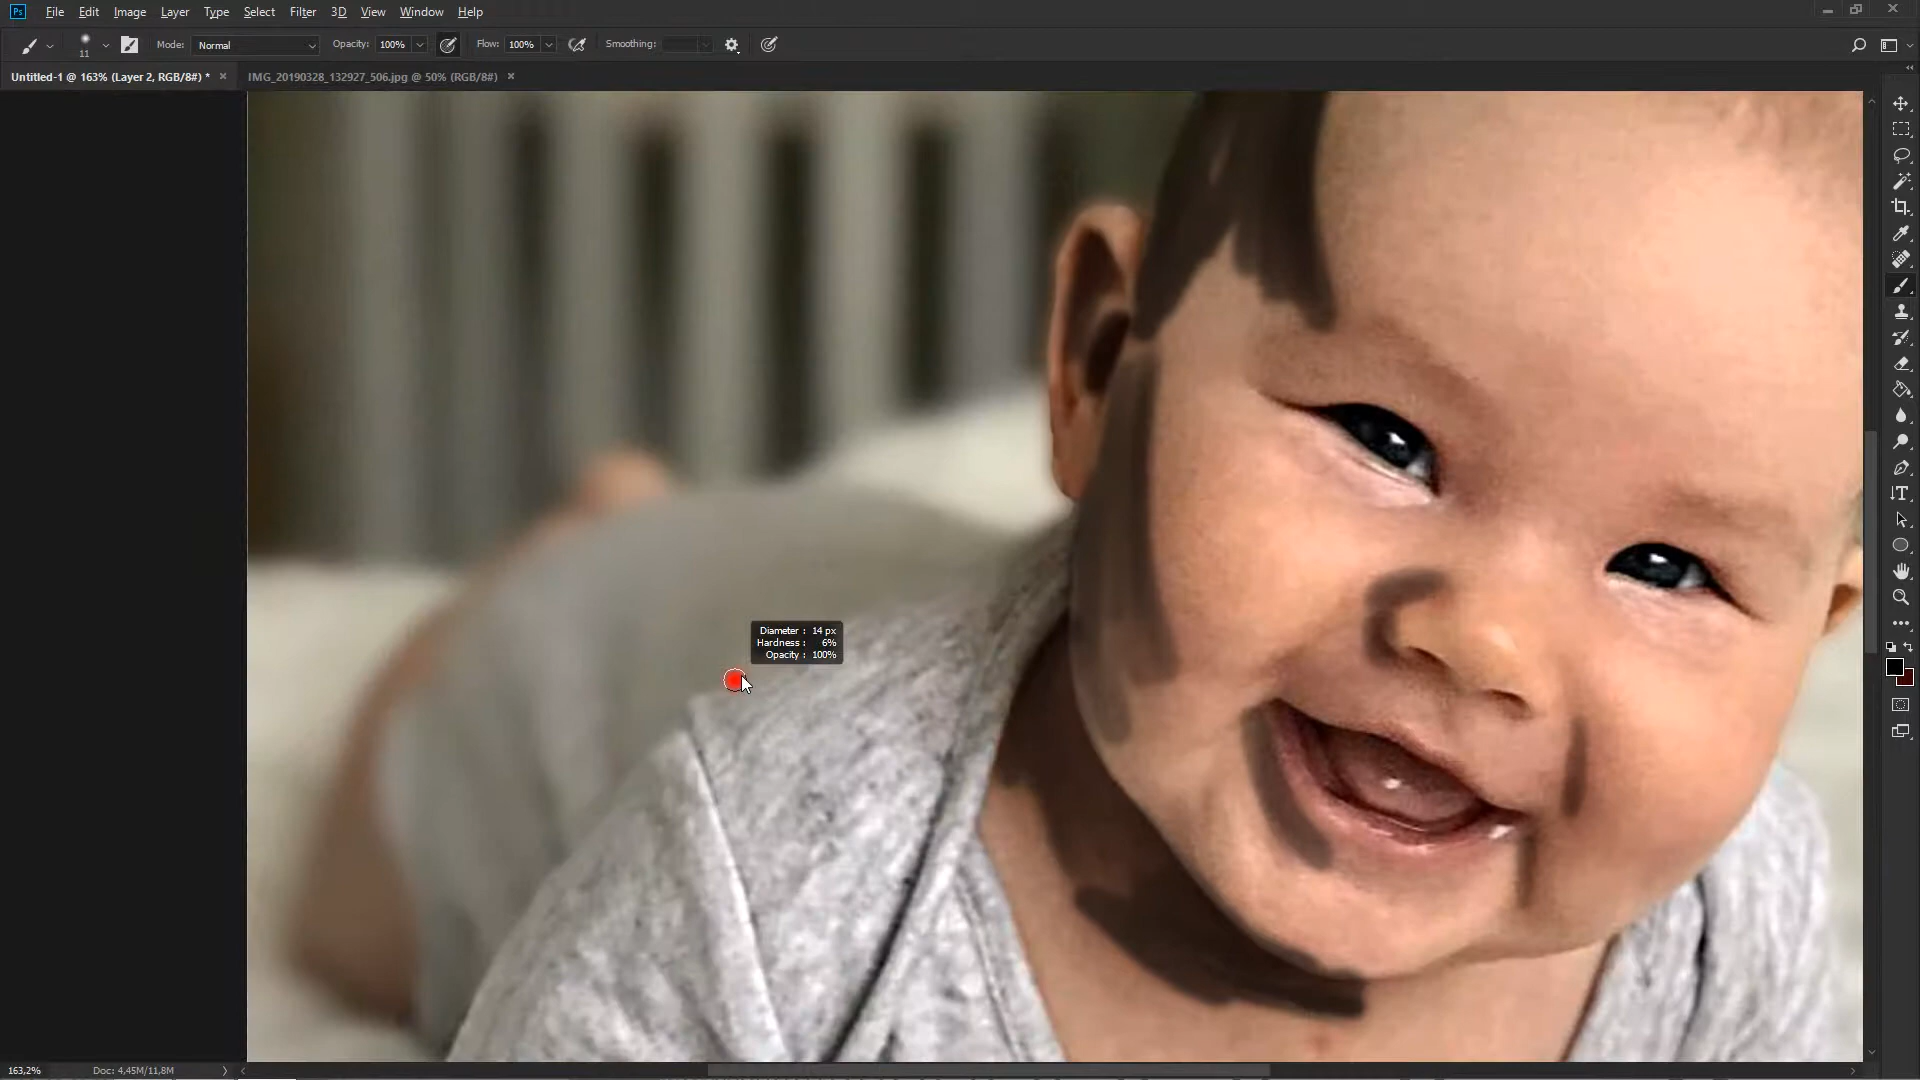 Ps File Edit Image Layer Type Select Filter 3D View Window Help
11 Mode: Normal Opacity: 100% Flow: 100% Smoothing:
Untitled-1 @ 163% (Layer 2, RGB/8#) * × IMG_20190328_132927_506.jpg @ 50% (RGB/8#) ×
Diameter : 14 px
Hardness : 6%
Opacity : 100%
163,2% Doc: 4,45M/11,8M